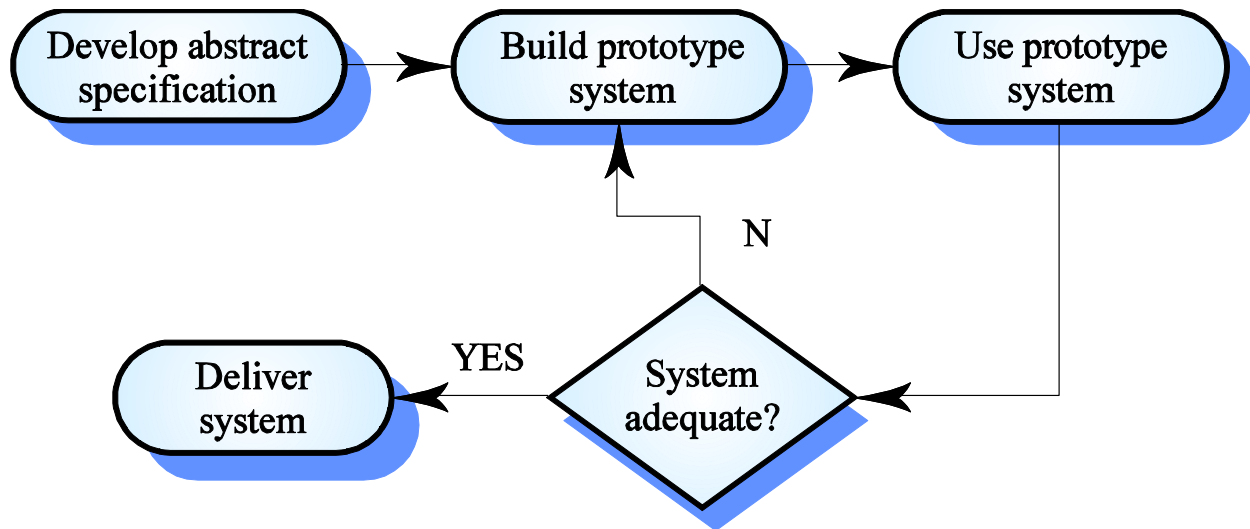 Develop abstract
specification
Build prototype
system
Use prototype
system
N
YES
Deliver
system
System
adequate?